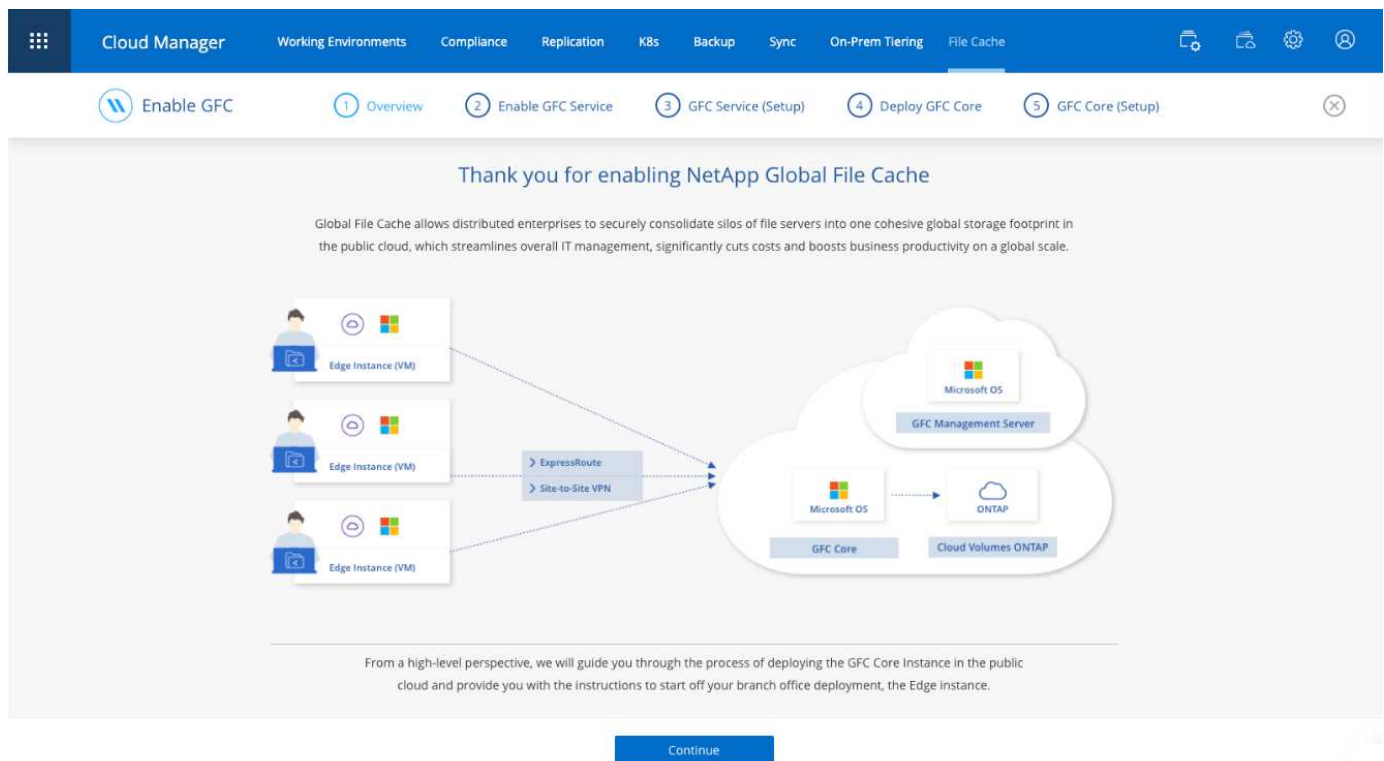 Cloud Manager
Working Environments
Compliance
Replication
K8s
Backup
Sync
On-Prem Tiering
File Cache
Enable GFC
1 Overview
2 Enable GFC Service
3 GFC Service (Setup)
4 Deploy GFC Core
5 GFC Core (Setup)
Thank you for enabling NetApp Global File Cache
Global File Cache allows distributed enterprises to securely consolidate silos of file servers into one cohesive global storage footprint in
the public cloud, which streamlines overall IT management, significantly cuts costs and boosts business productivity on a global scale.
Edge Instance (VM)
Edge Instance (VM)
Edge Instance (VM)
> ExpressRoute
> Site-to-Site VPN
Microsoft OS
GFC Management Server
Microsoft OS
GFC Core
ONTAP
Cloud Volumes ONTAP
From a high-level perspective, we will guide you through the process of deploying the GFC Core Instance in the public
cloud and provide you with the instructions to start off your branch office deployment, the Edge instance.
Continue